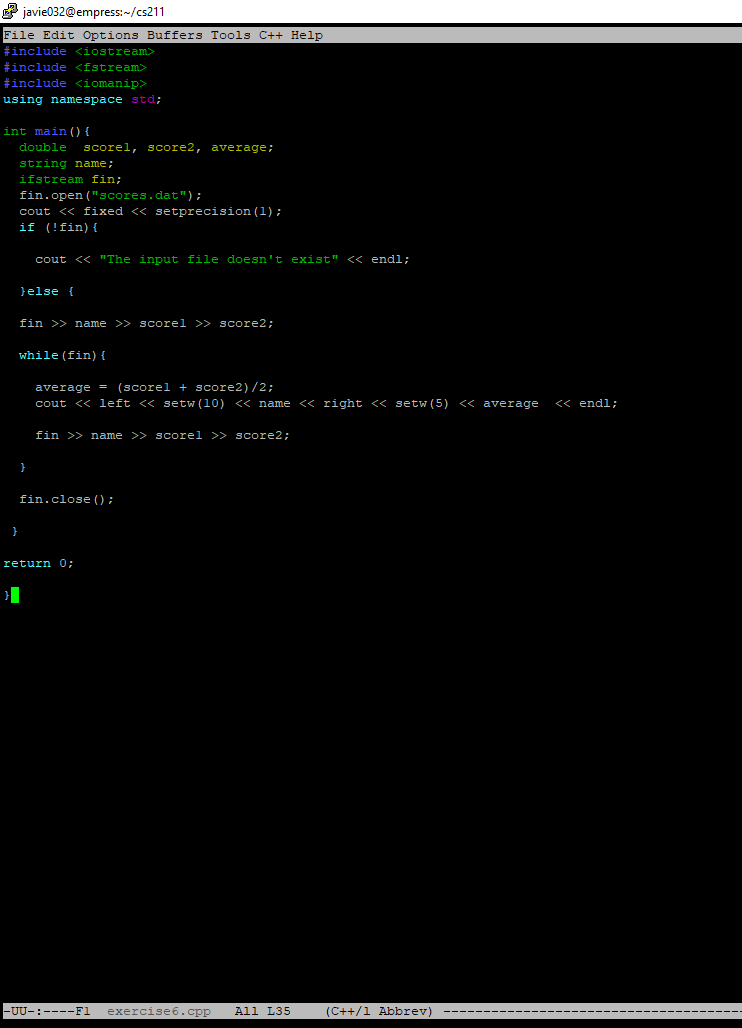 javie032@empress:~/cs211
File Edit Options Buffers Tools C++ Help
#include <iostream>
#include <fstream>
#include <iomanip>
using namespace std;
int main(){
double  score1, score2, average;
string name;
ifstream fin;
fin.open("scores.dat");
cout << fixed << setprecision(1);
if (!fin){
cout << "The input file doesn't exist" << endl;
}else {
fin >> name >> score1 >> score2;
while(fin){
average = (score1 + score2)/2;
cout << left << setw(10) << name << right << setw(5) << average  << endl;
fin >> name >> score1 >> score2;
}
fin.close();
}
return 0;
}
-UU-:----F1  exercise6.cpp   All L35    (C++/l Abbrev) --------------------------------------